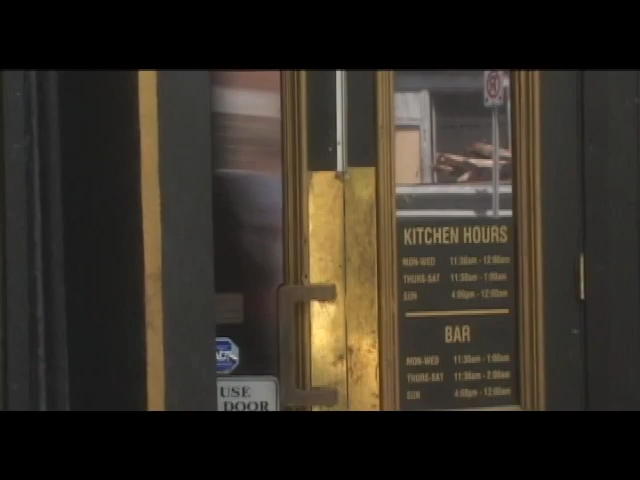 KITCHEN HOURS
MON-WED 11:30am - 12:00am
THURS-SAT 11:30am - 1:00am
SUN 4:00pm - 12:00am
BAR
MON-WED 11:30am - 1:00am
THURS-SAT 11:30am - 2:00am
SUN 4:00pm - 12:00am
USE
DOOR